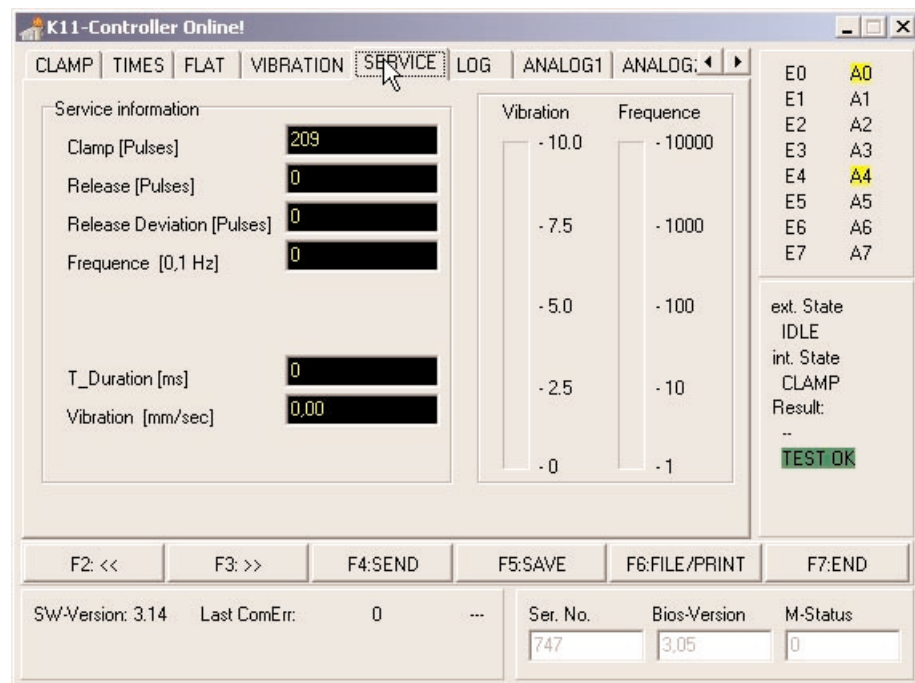 K11-Controller Online!
CLAMP TIMES FLAT VIBRATION SERVICE LOG ANALOG1 ANALOG2
Service information
Clamp [Pulses] 209
Release [Pulses] 0
Release Deviation [Pulses] 0
Frequence [0,1 Hz] 0
T_Duration [ms] 0
Vibration [mm/sec] 0,00
Vibration Frequence
- 10.0 - 10000
- 7.5 - 1000
- 5.0 - 100
- 2.5 - 10
- 0 - 1
E0 A0
E1 A1
E2 A2
E3 A3
E4 A4
E5 A5
E6 A6
E7 A7
ext. State
IDLE
int. State
CLAMP
Result:
--
TEST OK
F2: << F3: >> F4:SEND F5:SAVE F6:FILE/PRINT F7:END
SW-Version: 3.14 Last ComErr: 0 ---
Ser. No. Bios-Version M-Status
747 3,05 0